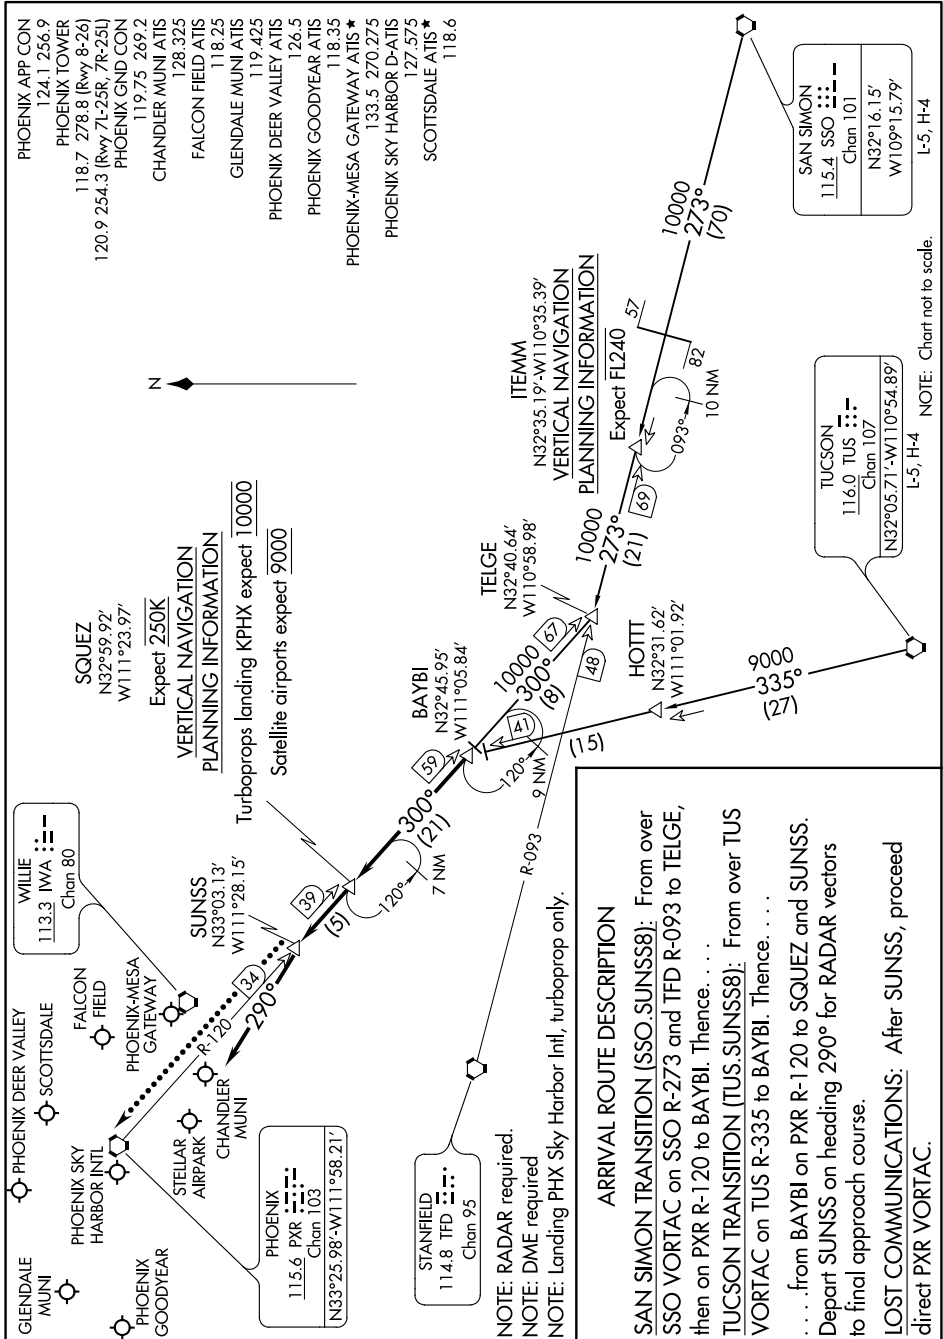 PHOENIX APP CON
124.1 256.9
PHOENIX TOWER
118.7 278.8 (Rwy 8-26)
120.9 254.3 (Rwy 7L-25R, 7R-25L)
PHOENIX GND CON
119.75 269.2
CHANDLER MUNI ATIS
128.325
FALCON FIELD ATIS
118.25
GLENDALE MUNI ATIS
119.425
PHOENIX DEER VALLEY ATIS
126.5
PHOENIX GOODYEAR ATIS
118.35
PHOENIX-MESA GATEWAY ATIS★
133.5 270.275
PHOENIX SKY HARBOR D-ATIS
127.575
SCOTTSDALE ATIS★
118.6
N
GLENDALE
MUNI
PHOENIX DEER VALLEY
SCOTTSDALE
PHOENIX
GOODYEAR
PHOENIX SKY
HARBOR INTL
FALCON
FIELD
PHOENIX-MESA
GATEWAY
STELLAR
AIRPARK
CHANDLER
MUNI
WILLIE
113.3 IWA
Chan 80
PHOENIX
115.6 PXR
Chan 103
N33°25.98'-W111°58.21'
SUNSS
N33°03.13'
W111°28.15'
R-120
34
290°
39
(5)
SQUEZ
N32°59.92'
W111°23.97'
Expect 250K
VERTICAL NAVIGATION
PLANNING INFORMATION
Turboprops landing KPHX expect 10000
Satellite airports expect 9000
120°
7 NM
300°
(21)
59
BAYBI
N32°45.95'
W111°05.84'
120°
9 NM
41
10000
300°
(8)
67
TELGE
N32°40.64'
W110°58.98'
48
R-093
STANFIELD
114.8 TFD
Chan 95
10000
273°
(21)
69
ITEMM
N32°35.19'-W110°35.39'
VERTICAL NAVIGATION
PLANNING INFORMATION
Expect FL240
093°
10 NM
57
82
10000
273°
(70)
SAN SIMON
115.4 SSO
Chan 101
N32°16.15'
W109°15.79'
L-5, H-4
HOTTT
N32°31.62'
W111°01.92'
(15)
9000
335°
(27)
TUCSON
116.0 TUS
Chan 107
N32°05.71'-W110°54.89'
L-5, H-4
NOTE: Chart not to scale.
NOTE: RADAR required.
NOTE: DME required
NOTE: Landing PHX Sky Harbor Intl, turboprop only.
ARRIVAL ROUTE DESCRIPTION
SAN SIMON TRANSITION (SSO.SUNSS8): From over
SSO VORTAC on SSO R-273 and TFD R-093 to TELGE,
then on PXR R-120 to BAYBI. Thence. . . .
TUCSON TRANSITION (TUS.SUNSS8): From over TUS
VORTAC on TUS R-335 to BAYBI. Thence. . . .
. . . .from BAYBI on PXR R-120 to SQUEZ and SUNSS.
Depart SUNSS on heading 290° for RADAR vectors
to final approach course.
LOST COMMUNICATIONS: After SUNSS, proceed
direct PXR VORTAC.